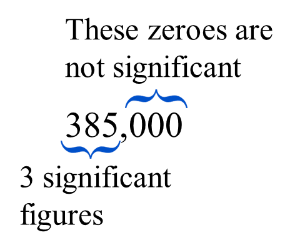 These zeroes are
not significant
385,000
3 significant
figures